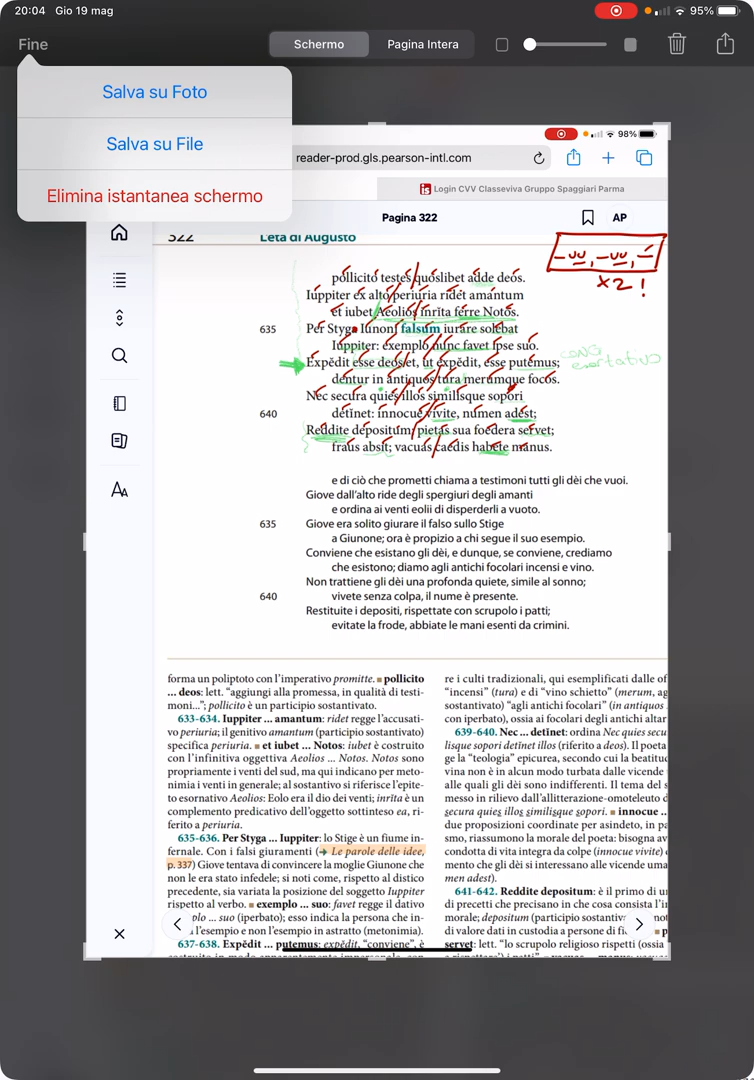 20:04 Gio 19 mag
95%
Fine
Schermo
Pagina Intera
Salva su Foto
Salva su File
Elimina istantanea schermo
98%
reader-prod.gls.pearson-intl.com
Login CVV Classeviva Gruppo Spaggiari Parma
Pagina 322
AP
322 L'età di Augusto
x2!
pollicito testes quoslibet adde deos.
Iuppiter ex alto periuria ridet amantum
et iubet Aeolios inrita ferre Notos.
635 Per Styga Iunoni falsum iurare solebat
Iuppiter: exemplo nunc favet ipse suo.
Expĕdit esse deos, et, ut expĕdit, esse putemus;
dentur in antiquos tura merumque focos.
Nec secura quies illos similisque sopori
640 detĭnet: innocue vivite, numen adest;
Reddite depositum; pietas sua foedera servet;
fraus absit; vacuas caedis habete manus.
cong esortativo
e di ciò che prometti chiama a testimoni tutti gli dèi che vuoi.
Giove dall'alto ride degli spergiuri degli amanti
e ordina ai venti eolii di disperderli a vuoto.
635 Giove era solito giurare il falso sullo Stige
a Giunone; ora è propizio a chi segue il suo esempio.
Conviene che esistano gli dèi, e dunque, se conviene, crediamo
che esistono; diamo agli antichi focolari incensi e vino.
Non trattiene gli dèi una profonda quiete, simile al sonno;
640 vivete senza colpa, il nume è presente.
Restituite i depositi, rispettate con scrupolo i patti;
evitate la frode, abbiate le mani esenti da crimini.
forma un poliptoto con l'imperativo promitte. ■ pollicito
... deos: lett. “aggiungi alla promessa, in qualità di testi-
moni...”; pollicito è un participio sostantivato.
633-634. Iuppiter ... amantum: ridet regge l'accusati-
vo periuria; il genitivo amantum (participio sostantivato)
specifica periuria. ■ et iubet ... Notos: iubet è costruito
con l'infinitiva oggettiva Aeolios ... Notos. Notos sono
propriamente i venti del sud, ma qui indicano per meto-
nimia i venti in generale; al sostantivo si riferisce l'epite-
to esornativo Aeolios: Eolo era il dio dei venti; inrĭta è un
complemento predicativo dell'oggetto sottinteso ea, ri-
ferito a periuria.
635-636. Per Styga ... Iuppiter: lo Stige è un fiume in-
fernale. Con i falsi giuramenti (➜ Le parole delle idee,
p. 337) Giove tentava di convincere la moglie Giunone che
non le era stato infedele; si noti come, rispetto al distico
precedente, sia variata la posizione del soggetto Iuppiter
rispetto al verbo. ■ exemplo ... suo: favet regge il dativo
plo ... suo (iperbato); esso indica la persona che in-
l'esempio e non l'esempio in astratto (metonimia).
637-638. Expĕdit ... putemus: expĕdit, “conviene”, è
re i culti tradizionali, qui esemplificati dalle of
“incensi” (tura) e di “vino schietto” (merum, ag
sostantivato) “agli antichi focolari” (in antiquos
con iperbato), ossia ai focolari degli antichi altar
639-640. Nec ... detĭnet: ordina Nec quies secu
lisque sopori detĭnet illos (riferito a deos). Il poeta
ge la “teologia” epicurea, secondo cui la beatitu
vina non è in alcun modo turbata dalle vicende
alle quali gli dèi sono indifferenti. Il tema del s
messo in rilievo dall'allitterazione-omoteleuto d
secura quies illos similisque sopori. ■ innocue ...
due proposizioni coordinate per asindeto, in pa
smo, riassumono la morale del poeta: bisogna av
condotta di vita integra da colpe (innocue vivite)
mento che gli dèi si interessano alle vicende uma
men adest).
641-642. Reddite depositum: è il primo di un
di precetti che precisano in che cosa consista l'i
morale; depositum (participio sostantiv
di valore dati in custodia a persone di fi
servet: lett. “lo scrupolo religioso rispetti (ossia